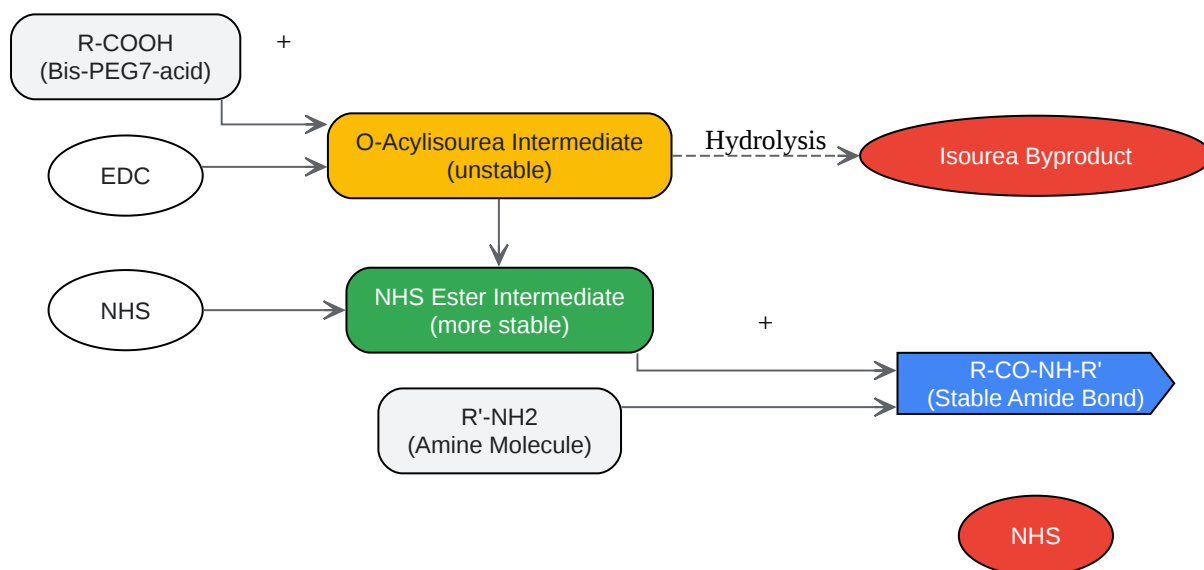 R-COOH
(Bis-PEG7-acid)
+
EDC
O-Acylisourea Intermediate
(unstable)
Hydrolysis
Isourea Byproduct
NHS
NHS Ester Intermediate
(more stable)
+
R'-NH2
(Amine Molecule)
R-CO-NH-R'
(Stable Amide Bond)
NHS